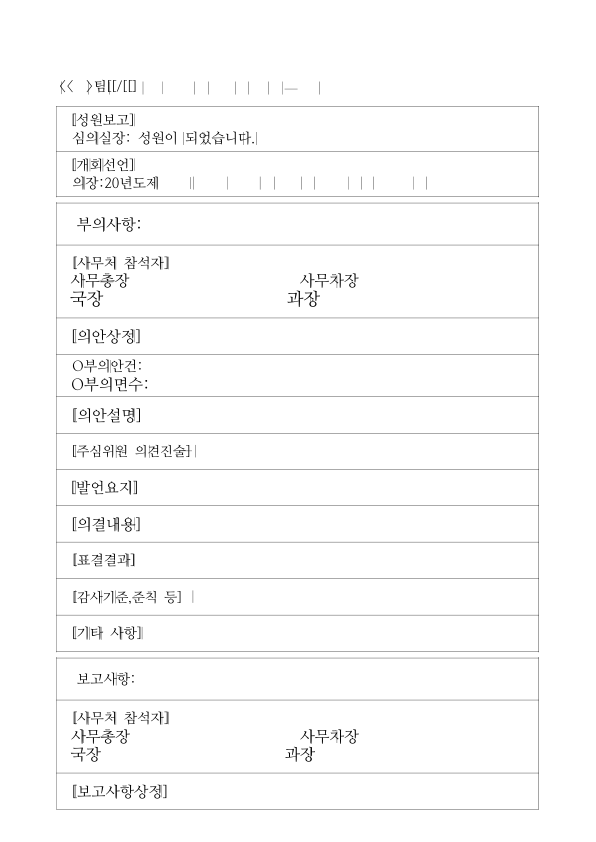 [성원보고]
심의실장: 성원이 되었습니다.
[개회선언]
의장:20년도제
부의사항:
[사무처 참석자]
사무총장 사무차장
국장 과장
[의안상정]
O부의안건:
O부의면수:
[의안설명]
[주심위원 의견진술]
[발언요지]
[의결내용]
[표결결과]
[감사기준,준칙 등]
[기타 사항]
보고사항:
[사무처 참석자]
사무총장 사무차장
국장 과장
[보고사항상정]